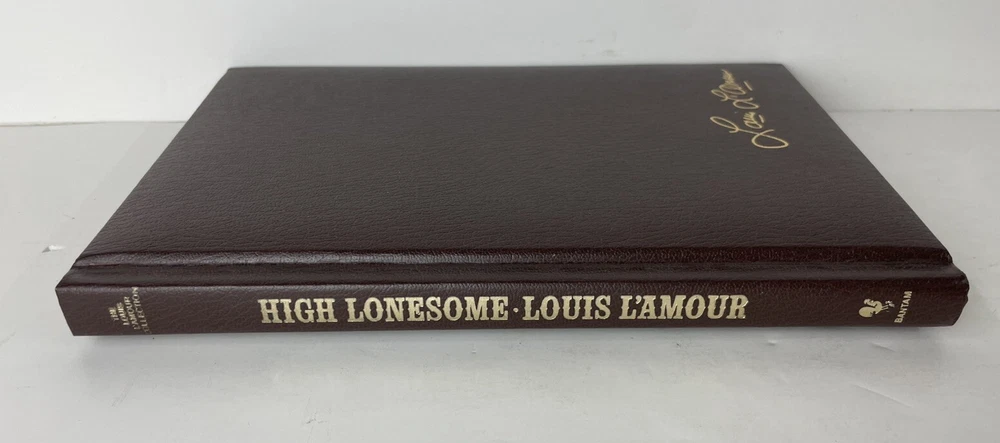 Louis L'Amour
THE
LOUIS
L'AMOUR
COLLECTION
HIGH LONESOME · LOUIS L'AMOUR
BANTAM